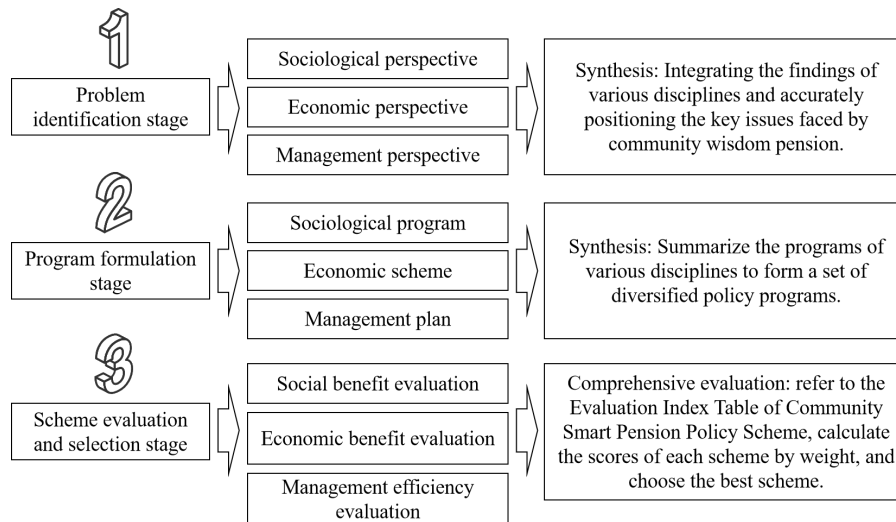 1
Problem
identification stage
Sociological perspective
Economic perspective
Management perspective
Synthesis: Integrating the findings of
various disciplines and accurately
positioning the key issues faced by
community wisdom pension.
2
Program formulation
stage
Sociological program
Economic scheme
Management plan
Synthesis: Summarize the programs of
various disciplines to form a set of
diversified policy programs.
3
Scheme evaluation
and selection stage
Social benefit evaluation
Economic benefit evaluation
Management efficiency
evaluation
Comprehensive evaluation: refer to the
Evaluation Index Table of Community
Smart Pension Policy Scheme, calculate
the scores of each scheme by weight, and
choose the best scheme.